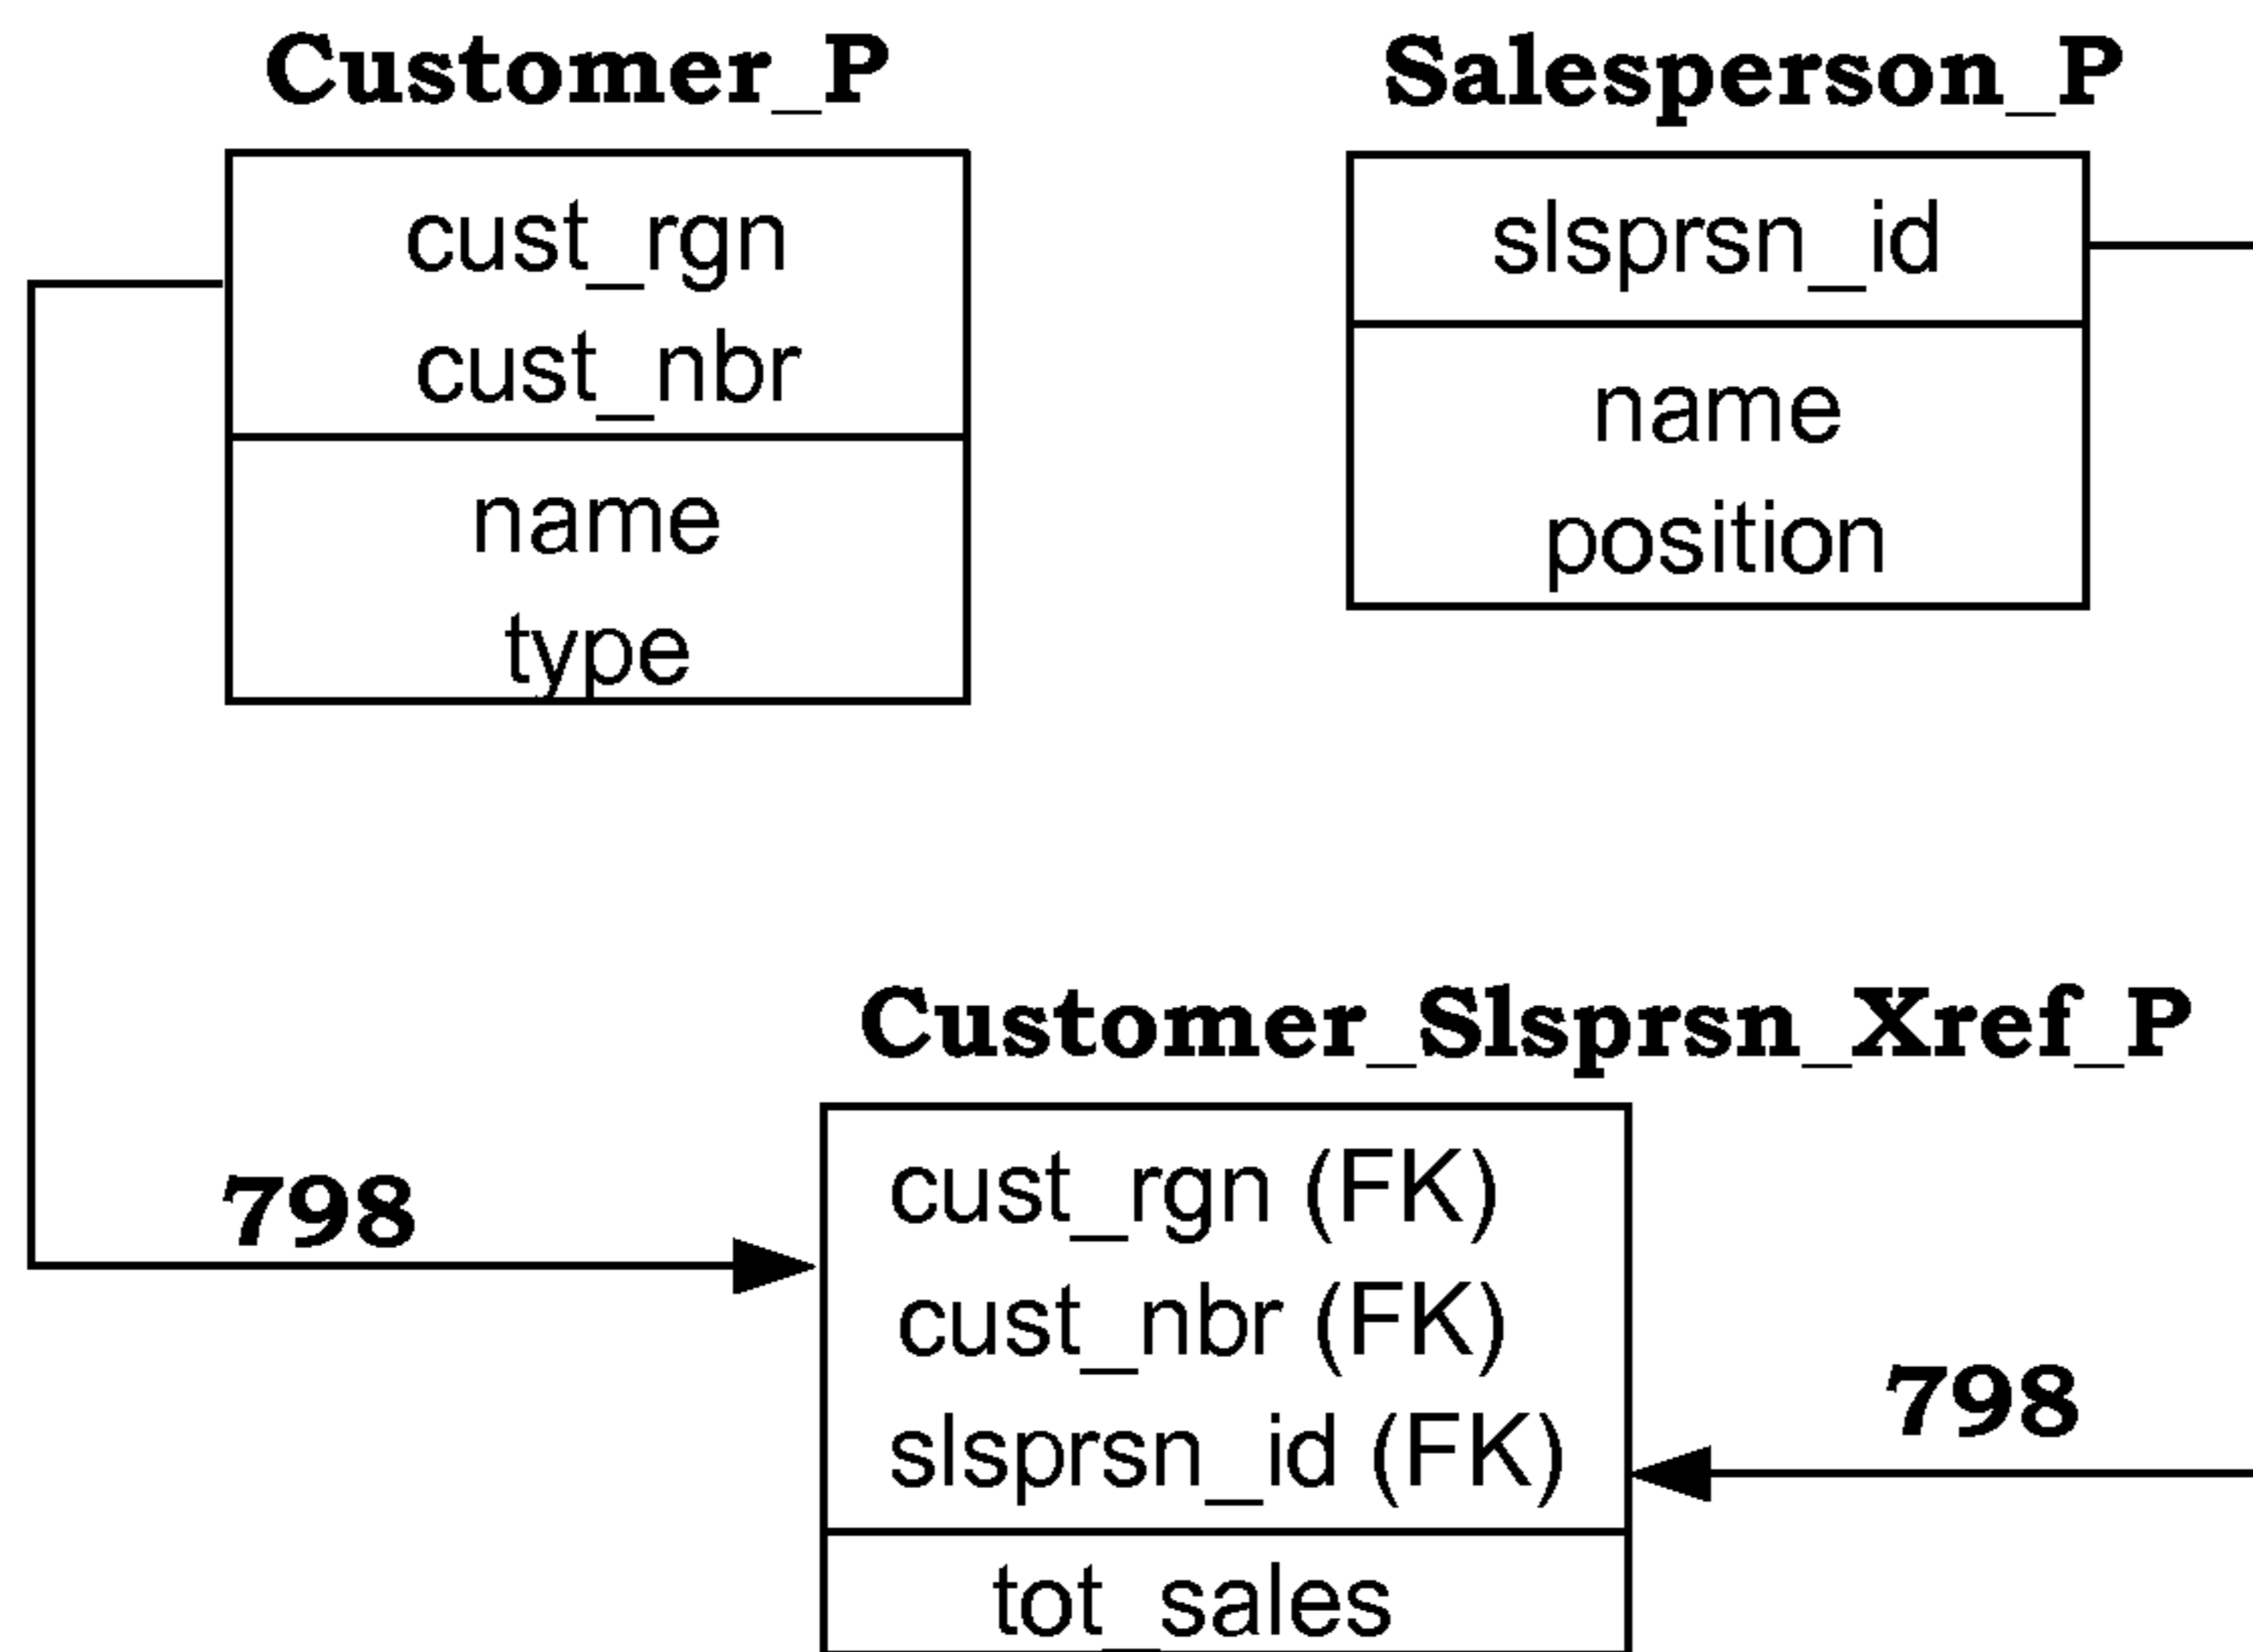 Customer_P
cust_rgn
cust_nbr
name
type
Salesperson_P
slsprsn_id
name
position
Customer_Slsprsn_Xref_P
798
cust_rgn (FK)
cust_nbr (FK)
slsprsn_id (FK)
798
tot_sales